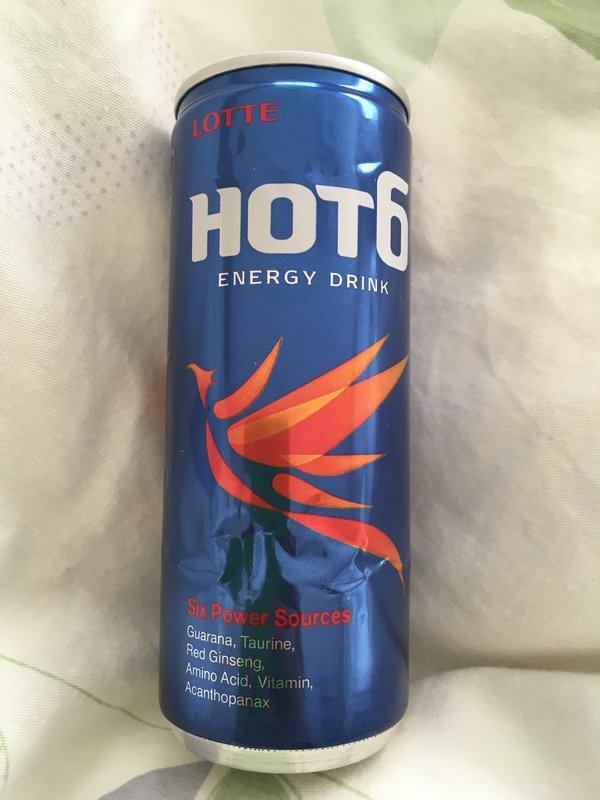 LOTTE
HOT6
ENERGY DRINK
Six Power Sources
Guarana, Taurine,
Red Ginseng,
Amino Acid, Vitamin,
Acanthopanax